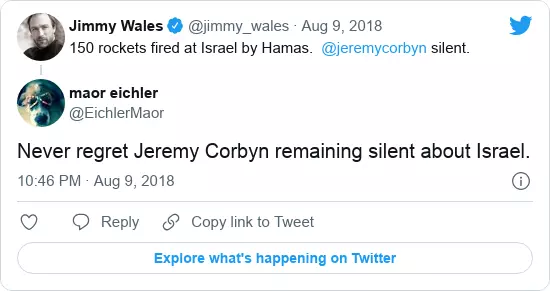 Jimmy Wales @jimmy_wales · Aug 9, 2018
150 rockets fired at Israel by Hamas. @jeremycorbyn silent.
maor eichler
@EichlerMaor
Never regret Jeremy Corbyn remaining silent about Israel.
10:46 PM · Aug 9, 2018
Reply Copy link to Tweet
Explore what's happening on Twitter